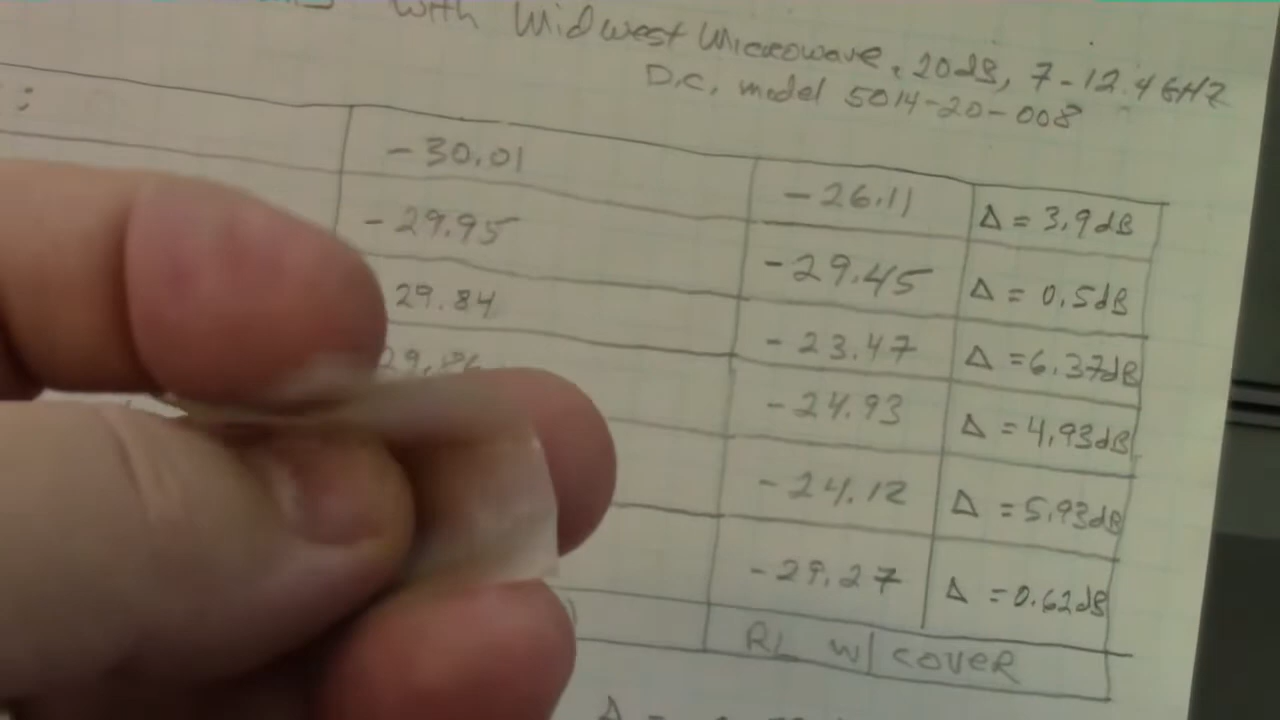 with Midwest Microwave, 20dB, 7-12.4 GHZ
D.C. model 5014-20-008
:
-30.01 -26.11 Δ = 3.9dB
-29.95 -29.45 Δ = 0.5dB
29.84 -23.47 Δ =6.37dB
-24.93 Δ =4.93dB
-24.12 Δ =5.93dB
-29.27 Δ =0.62dB
RL w/ COVER
Δ =